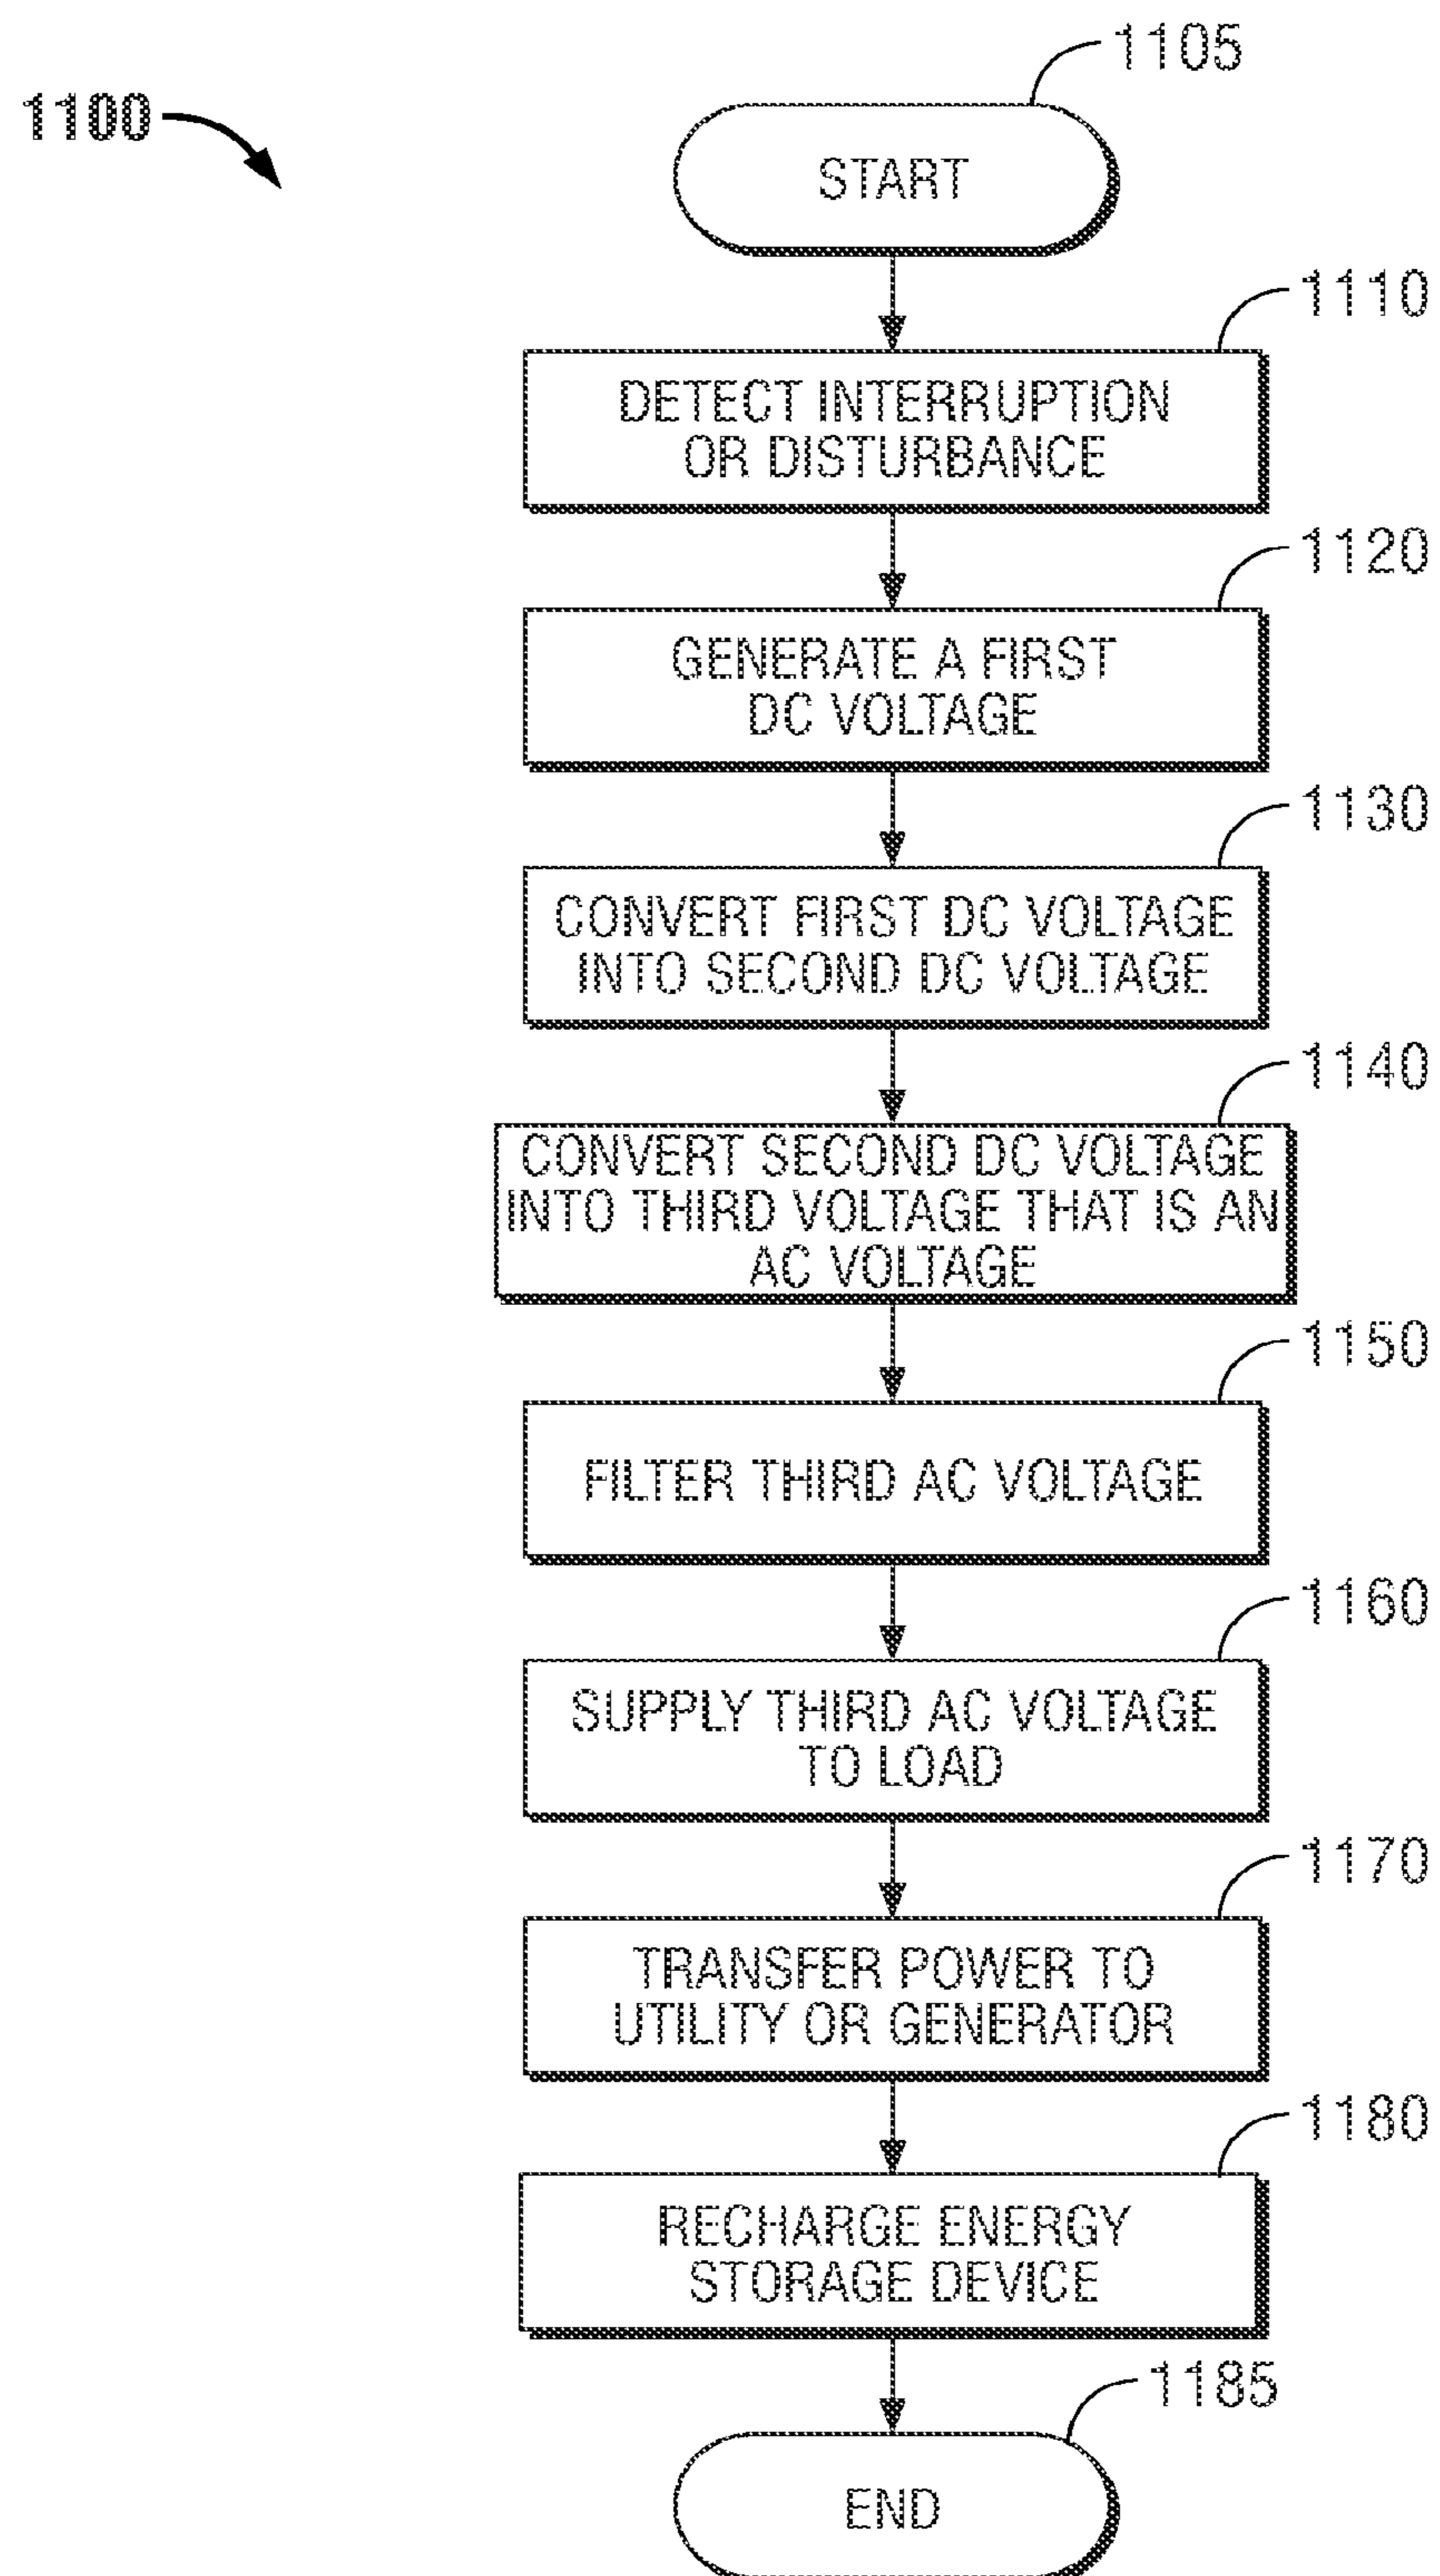 1105
1100
START
1110
DETECT INTERRUPTION
OR DISTURBANCE
1120
GENERATE A FIRST
DC VOLTAGE
1130
CONVERT FIRST DC VOLTAGE
INTO SECOND DC VOLTAGE
1140
CONVERT SECOND DC VOLTAGE
INTO THIRD VOLTAGE THAT IS AN
AC VOLTAGE
1150
FILTER THIRD AC VOLTAGE
1160
SUPPLY THIRD AC VOLTAGE
TO LOAD
1170
TRANSFER POWER TO
UTILITY OR GENERATOR
1180
RECHARGE ENERGY
STORAGE DEVICE
1185
END